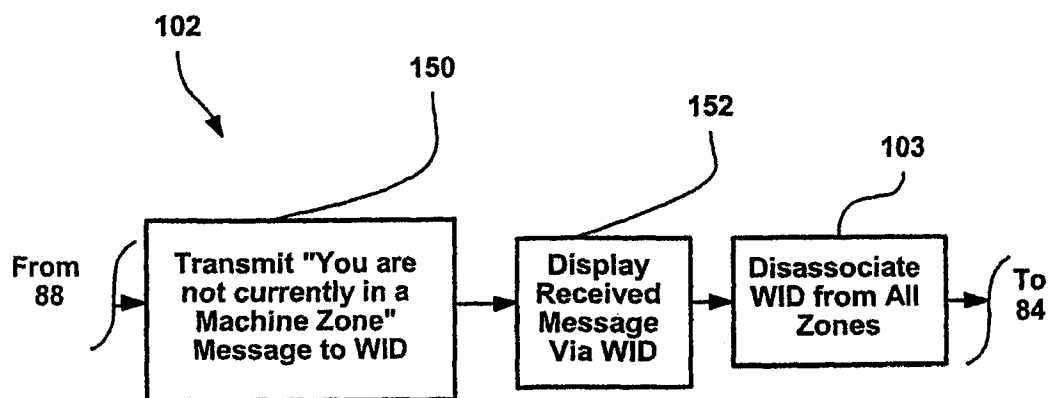 102
150
152
103
From
88
Transmit "You are
not currently in a
Machine Zone"
Message to WID
Display
Received
Message
Via WID
Disassociate
WID from All
Zones
To
84